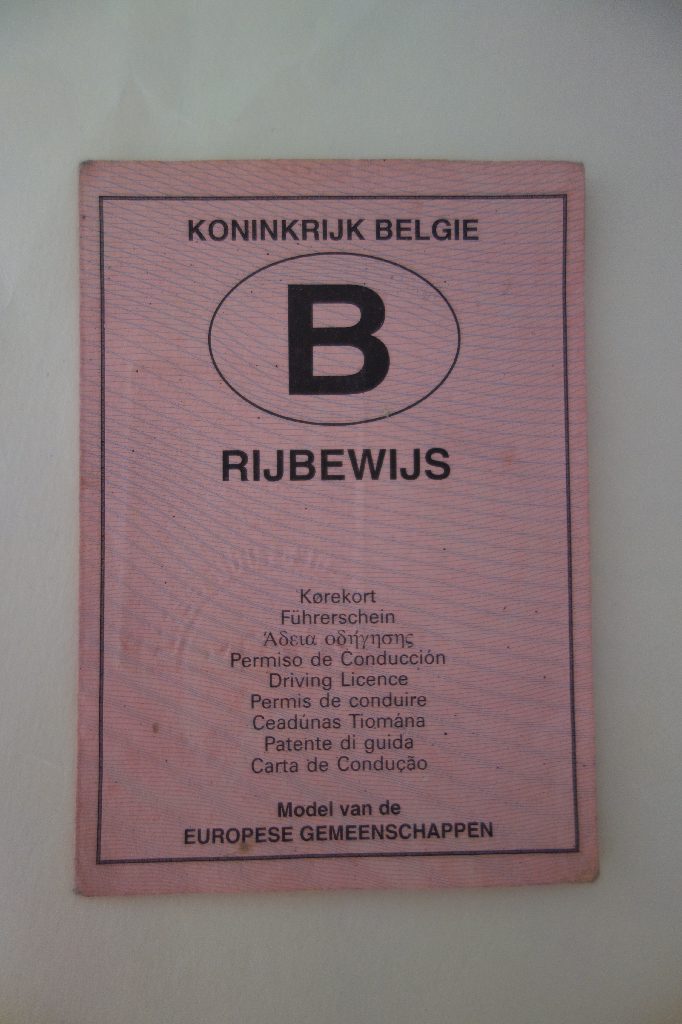 KONINKRIJK BELGIE
B
RIJBEWIJS
Kørekort
Führerschein
Άδεια οδήγησης
Permiso de Conducción
Driving Licence
Permis de conduire
Ceadúnas Tiomána
Patente di guida
Carta de Condução
Model van de
EUROPESE GEMEENSCHAPPEN